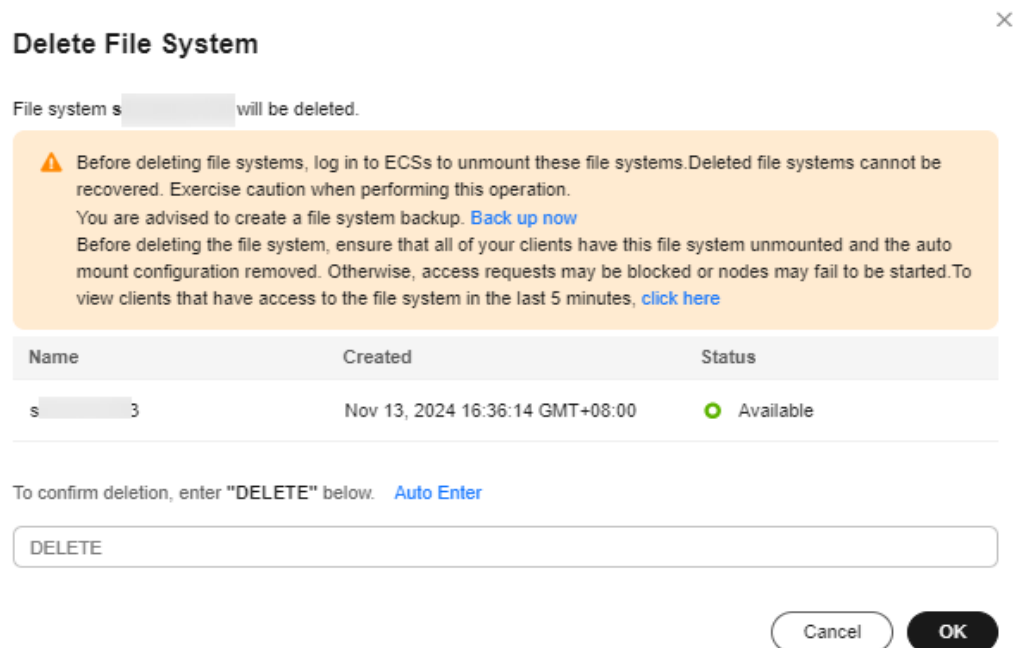 Delete File System
File system s will be deleted.
Before deleting file systems, log in to ECSs to unmount these file systems.Deleted file systems cannot be
recovered. Exercise caution when performing this operation.
You are advised to create a file system backup. Back up now
Before deleting the file system, ensure that all of your clients have this file system unmounted and the auto
mount configuration removed. Otherwise, access requests may be blocked or nodes may fail to be started.To
view clients that have access to the file system in the last 5 minutes, click here
Name Created Status
s 3 Nov 13, 2024 16:36:14 GMT+08:00 Available
To confirm deletion, enter "DELETE" below. Auto Enter
DELETE
Cancel OK